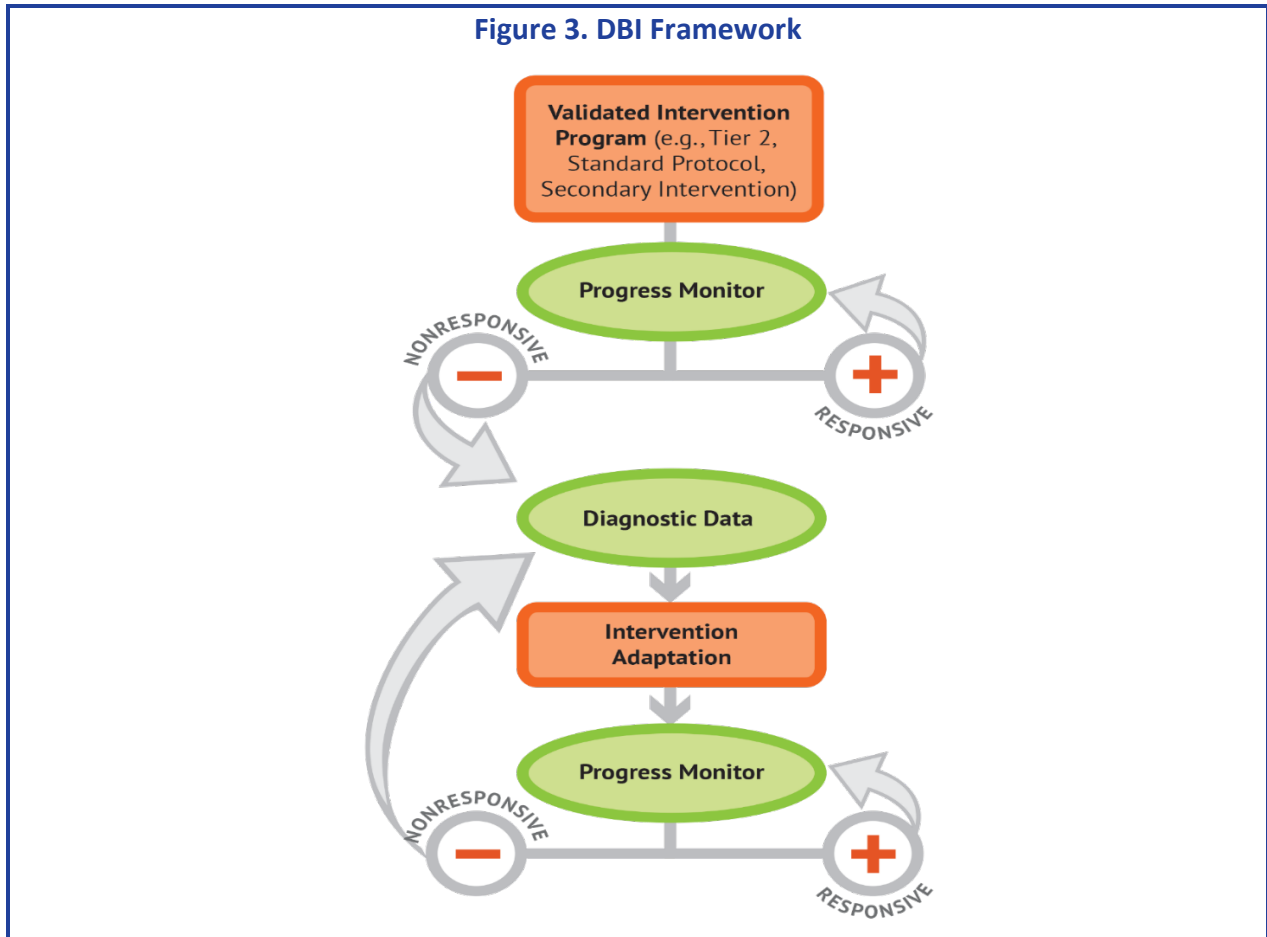 Figure 3. DBI Framework
Validated Intervention
Program (e.g., Tier 2,
Standard Protocol,
Secondary Intervention)
Progress Monitor
NONRESPONSIVE
RESPONSIVE
Diagnostic Data
Intervention
Adaptation
Progress Monitor
NONRESPONSIVE
RESPONSIVE